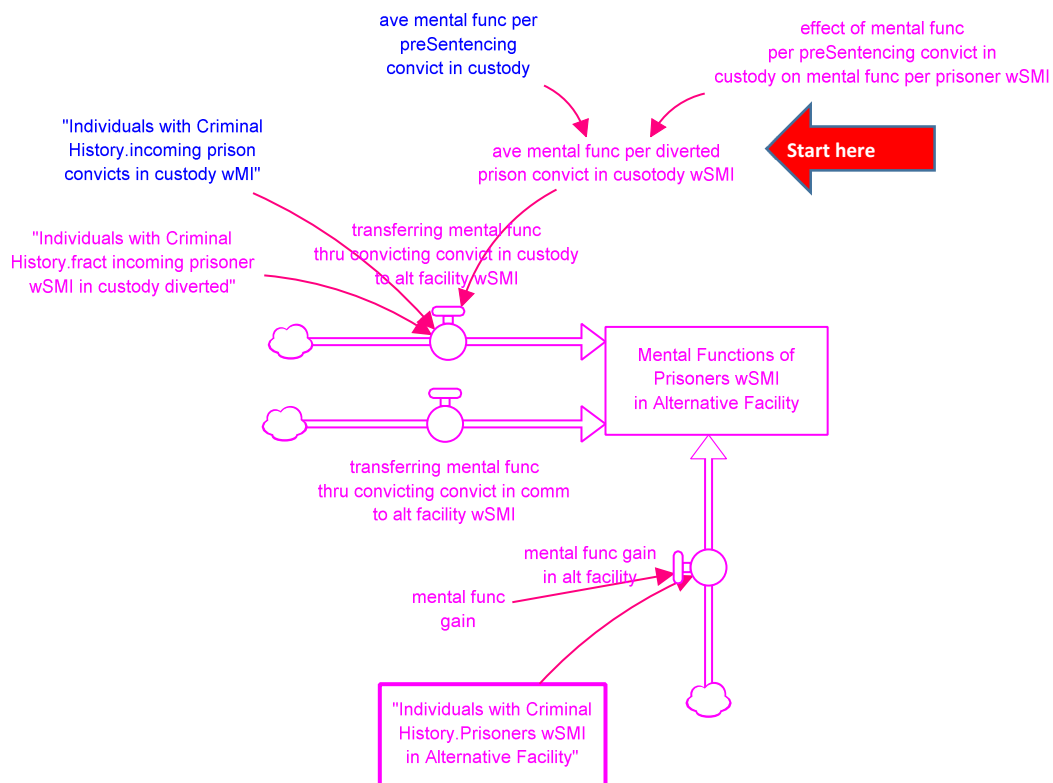 ave mental func per
preSentencing
convict in custody
effect of mental func
per preSentencing convict in
custody on mental func per prisoner wSMI
"Individuals with Criminal
History.incoming prison
convicts in custody wMI"
ave mental func per diverted
prison convict in cusotody wSMI
Start here
"Individuals with Criminal
History.fract incoming prisoner
wSMI in custody diverted"
transferring mental func
thru convicting convict in custody
to alt facility wSMI
Mental Functions of
Prisoners wSMI
in Alternative Facility
transferring mental func
thru convicting convict in comm
to alt facility wSMI
mental func gain
in alt facility
mental func
gain
"Individuals with Criminal
History.Prisoners wSMI
in Alternative Facility"